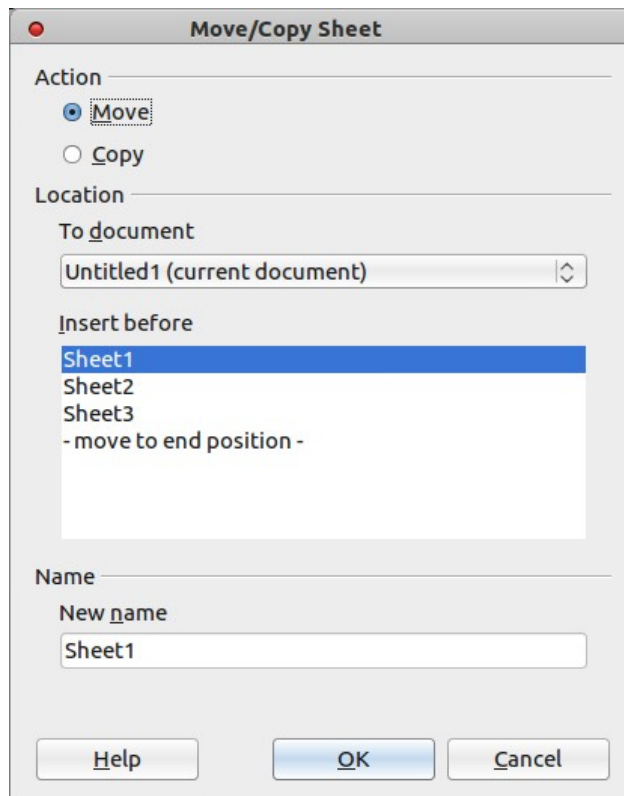 Move/Copy Sheet
Action
Move
Copy
Location
To document
Untitled1 (current document)
Insert before
Sheet1
Sheet2
Sheet3
- move to end position -
Name
New name
Sheet1
Help OK Cancel